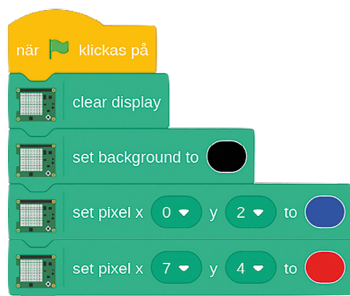 när klickas på
clear display
set background to
set pixel x 0 y 2 to
set pixel x 7 y 4 to